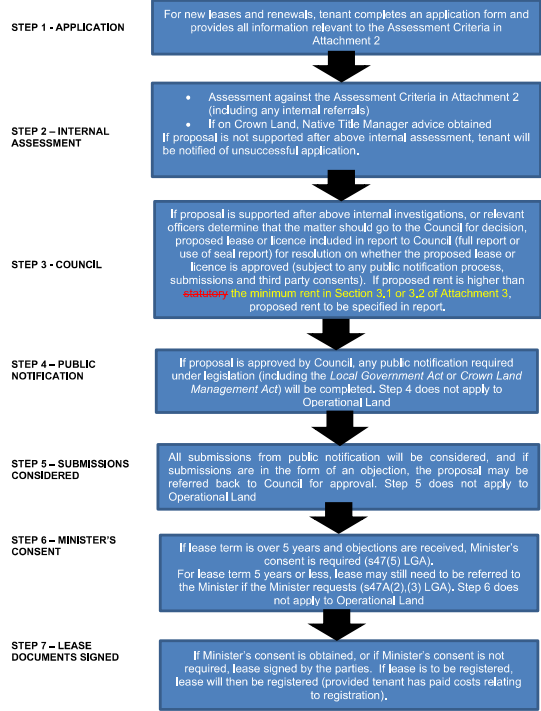 STEP 1 - APPLICATION
For new leases and renewals, tenant completes an application form and
provides all information relevant to the Assessment Criteria in
Attachment 2
STEP 2 – INTERNAL
ASSESSMENT
• Assessment against the Assessment Criteria in Attachment 2
(including any internal referrals)
• If on Crown Land, Native Title Manager advice obtained
If proposal is not supported after above internal assessment, tenant will
be notified of unsuccessful application.
STEP 3 - COUNCIL
If proposal is supported after above internal investigations, or relevant
officers determine that the matter should go to the Council for decision,
proposed lease or licence included in report to Council (full report or
use of seal report) for resolution on whether the proposed lease or
licence is approved (subject to any public notification process,
submissions and third party consents). If proposed rent is higher than
statutory the minimum rent in Section 3.1 or 3.2 of Attachment 3,
proposed rent to be specified in report.
STEP 4 – PUBLIC
NOTIFICATION
If proposal is approved by Council, any public notification required
under legislation (including the Local Government Act or Crown Land
Management Act) will be completed. Step 4 does not apply to
Operational Land
STEP 5 – SUBMISSIONS
CONSIDERED
All submissions from public notification will be considered, and if
submissions are in the form of an objection, the proposal may be
referred back to Council for approval. Step 5 does not apply to
Operational Land
STEP 6 – MINISTER'S
CONSENT
If lease term is over 5 years and objections are received, Minister's
consent is required (s47(5) LGA).
For lease term 5 years or less, lease may still need to be referred to
the Minister if the Minister requests (s47A(2),(3) LGA). Step 6 does
not apply to Operational Land
STEP 7 – LEASE
DOCUMENTS SIGNED
If Minister's consent is obtained, or if Minister's consent is not
required, lease signed by the parties. If lease is to be registered,
lease will then be registered (provided tenant has paid costs relating
to registration).